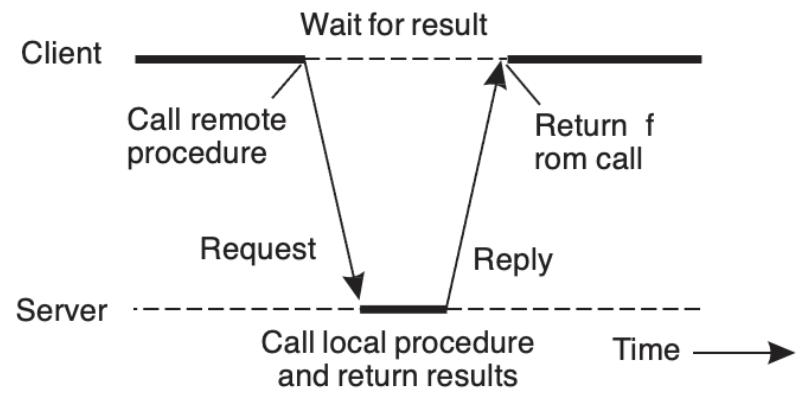 Wait for result
Client
Call remote
procedure
Return f
rom call
Request
Reply
Server
Call local procedure
and return results
Time